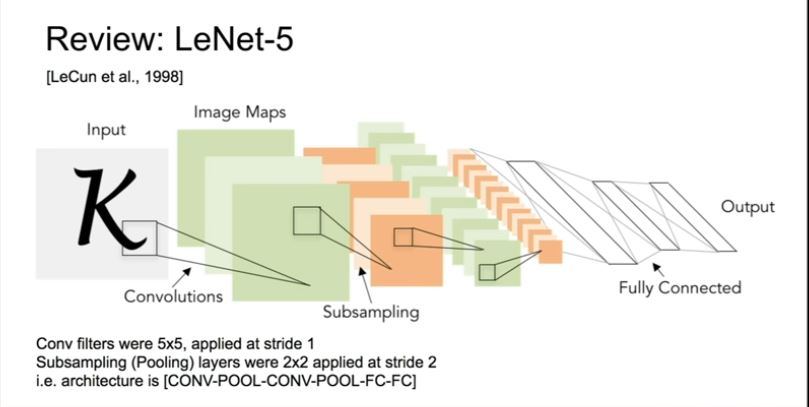 Review: LeNet-5
[LeCun et al., 1998]
Image Maps
Input
K
Output
Fully Connected
Convolutions
Subsampling
Conv filters were 5x5, applied at stride 1
Subsampling (Pooling) layers were 2x2 applied at stride 2
i.e. architecture is [CONV-POOL-CONV-POOL-FC-FC]